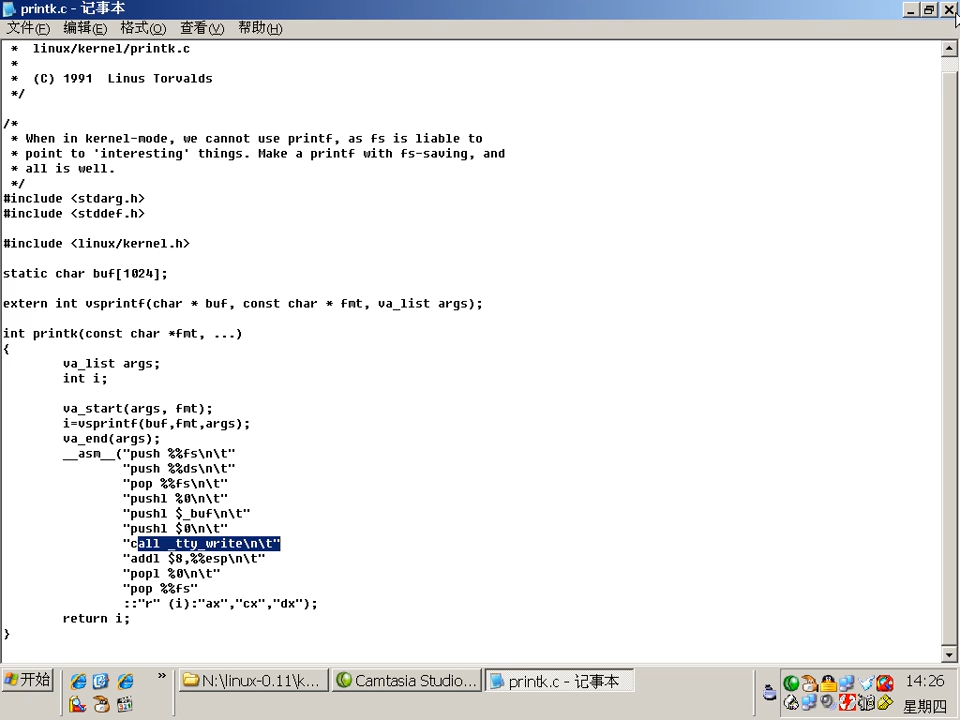 printk.c - 记事本
文件(F) 编辑(E) 格式(O) 查看(V) 帮助(H)
 *  linux/kernel/printk.c
 *
 *  (C) 1991  Linus Torvalds
 */

/*
 * When in kernel-mode, we cannot use printf, as fs is liable to
 * point to 'interesting' things. Make a printf with fs-saving, and
 * all is well.
 */
#include <stdarg.h>
#include <stddef.h>

#include <linux/kernel.h>

static char buf[1024];

extern int vsprintf(char * buf, const char * fmt, va_list args);

int printk(const char *fmt, ...)
{
        va_list args;
        int i;

        va_start(args, fmt);
        i=vsprintf(buf,fmt,args);
        va_end(args);
        __asm__("push %%fs\n\t"
                "push %%ds\n\t"
                "pop %%fs\n\t"
                "pushl %0\n\t"
                "pushl $_buf\n\t"
                "pushl $0\n\t"
                "call _tty_write\n\t"
                "addl $8,%%esp\n\t"
                "popl %0\n\t"
                "pop %%fs"
                ::"r" (i):"ax","cx","dx");
        return i;
}
开始 » N:\linux-0.11\k... Camtasia Studio... printk.c - 记事本 14:26
星期四